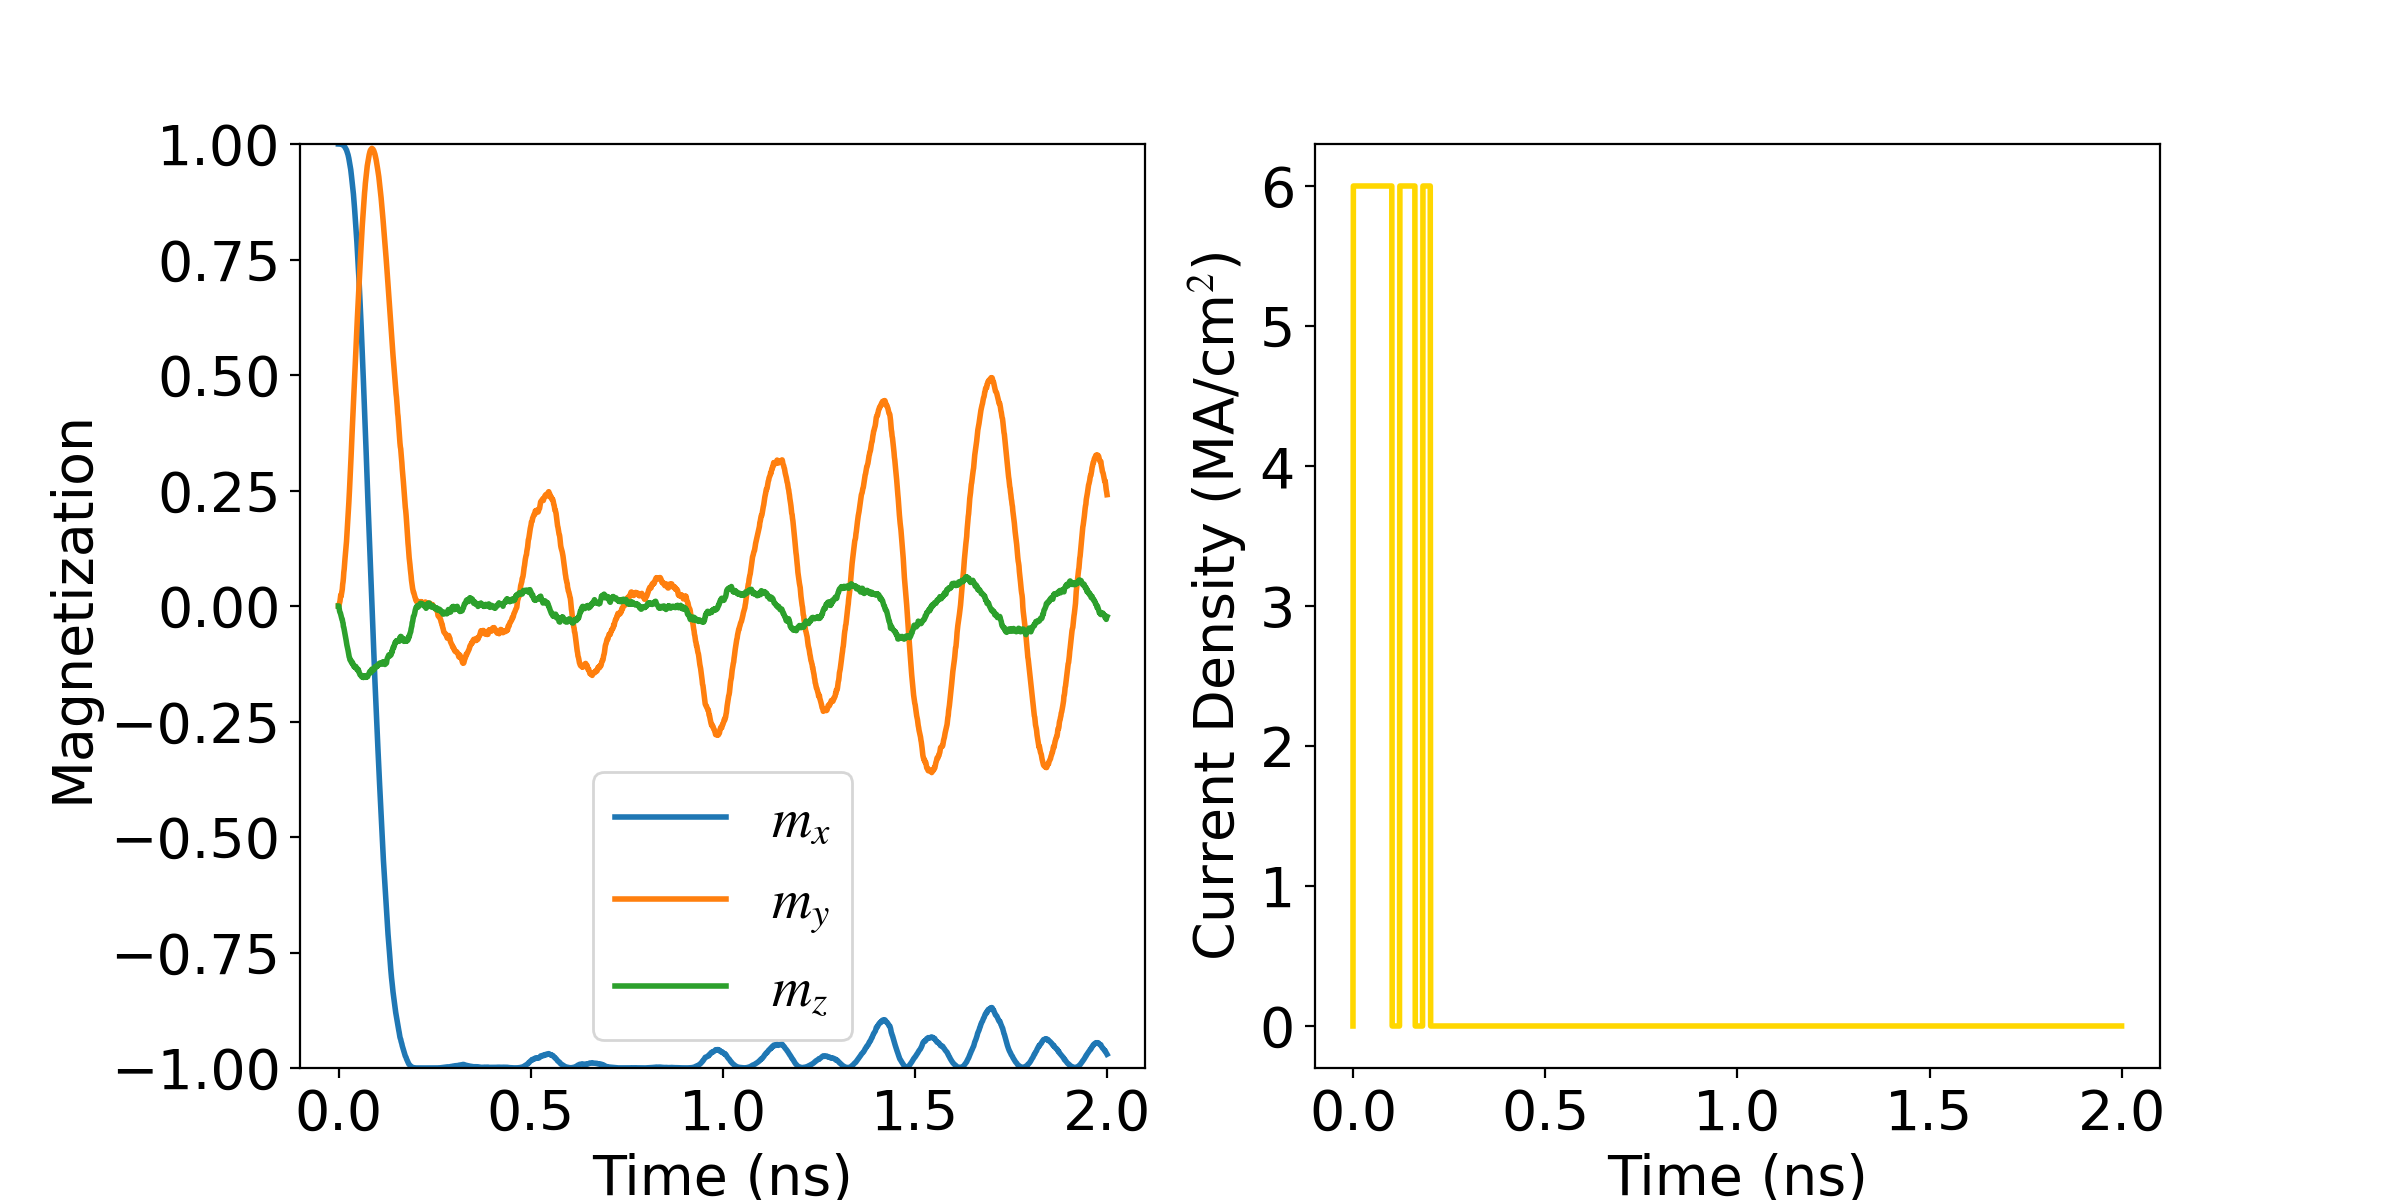 Magnetization
1.00
0.75
0.50
0.25
0.00
−0.25
−0.50
−0.75
−1.00
m_x
m_y
m_z
0.0 0.5 1.0 1.5 2.0
Time (ns)
Current Density (MA/cm²)
6
5
4
3
2
1
0
0.0 0.5 1.0 1.5 2.0
Time (ns)